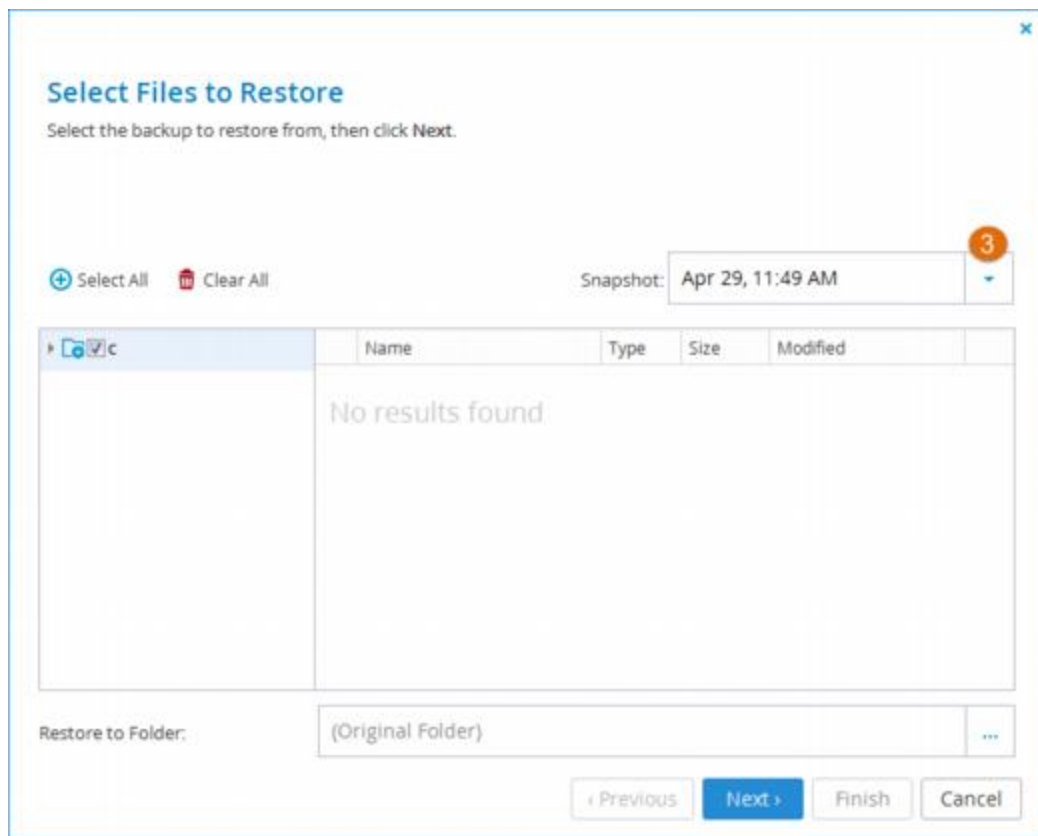 Select Files to Restore
Select the backup to restore from, then click Next.
3
Select All Clear All Snapshot: Apr 29, 11:49 AM
c Name Type Size Modified
No results found
Restore to Folder: (Original Folder) ...
‹ Previous Next › Finish Cancel